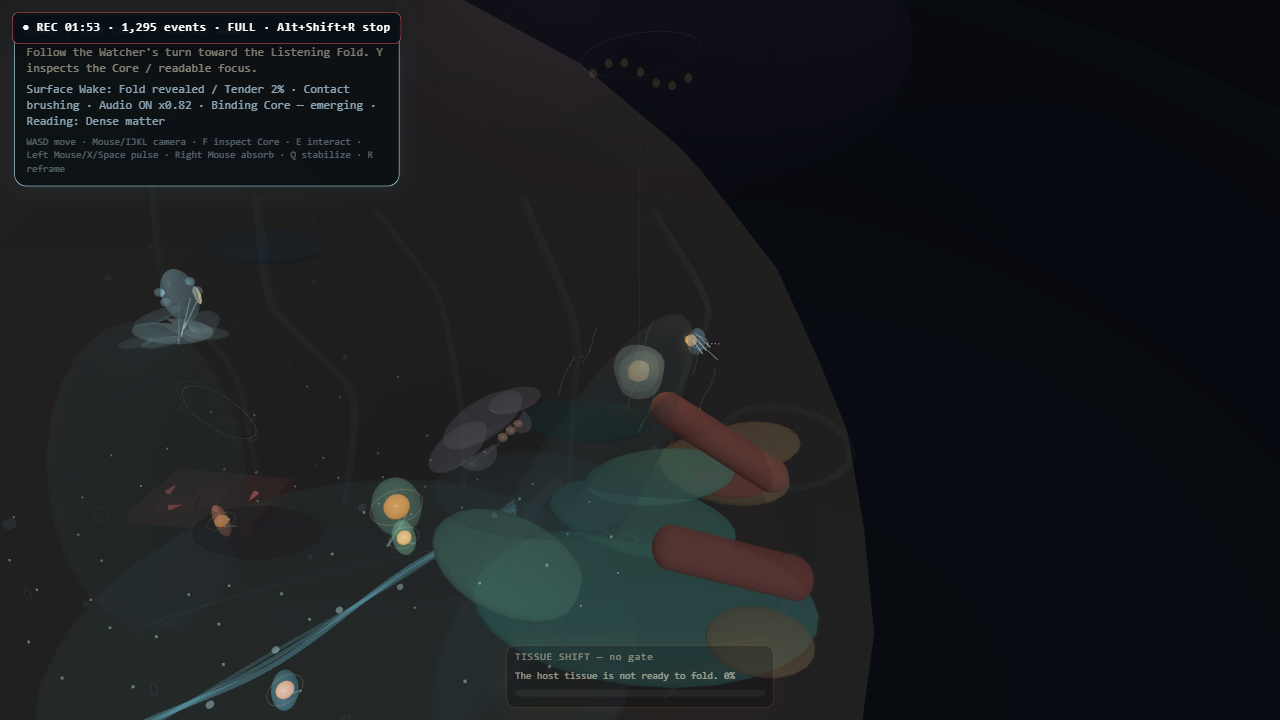 ● REC 01:53 · 1,295 events · FULL · Alt+Shift+R stop
Follow the Watcher's turn toward the Listening Fold. Y
inspects the Core / readable focus.
Surface Wake: Fold revealed / Tender 2% · Contact
brushing · Audio ON x0.82 · Binding Core — emerging ·
Reading: Dense matter
WASD move · Mouse/IJKL camera · F inspect Core · E interact ·
Left Mouse/X/Space pulse · Right Mouse absorb · Q stabilize · R
reframe
TISSUE SHIFT — no gate
The host tissue is not ready to fold. 0%